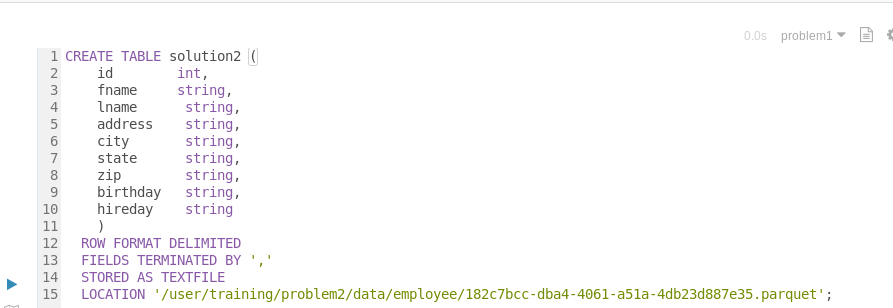 0.0s problem1
1 CREATE TABLE solution2 (
2 id int,
3 fname string,
4 lname string,
5 address string,
6 city string,
7 state string,
8 zip string,
9 birthday string,
10 hireday string
11 )
12 ROW FORMAT DELIMITED
13 FIELDS TERMINATED BY ','
14 STORED AS TEXTFILE
15 LOCATION '/user/training/problem2/data/employee/182c7bcc-dba4-4061-a51a-4db23d887e35.parquet';